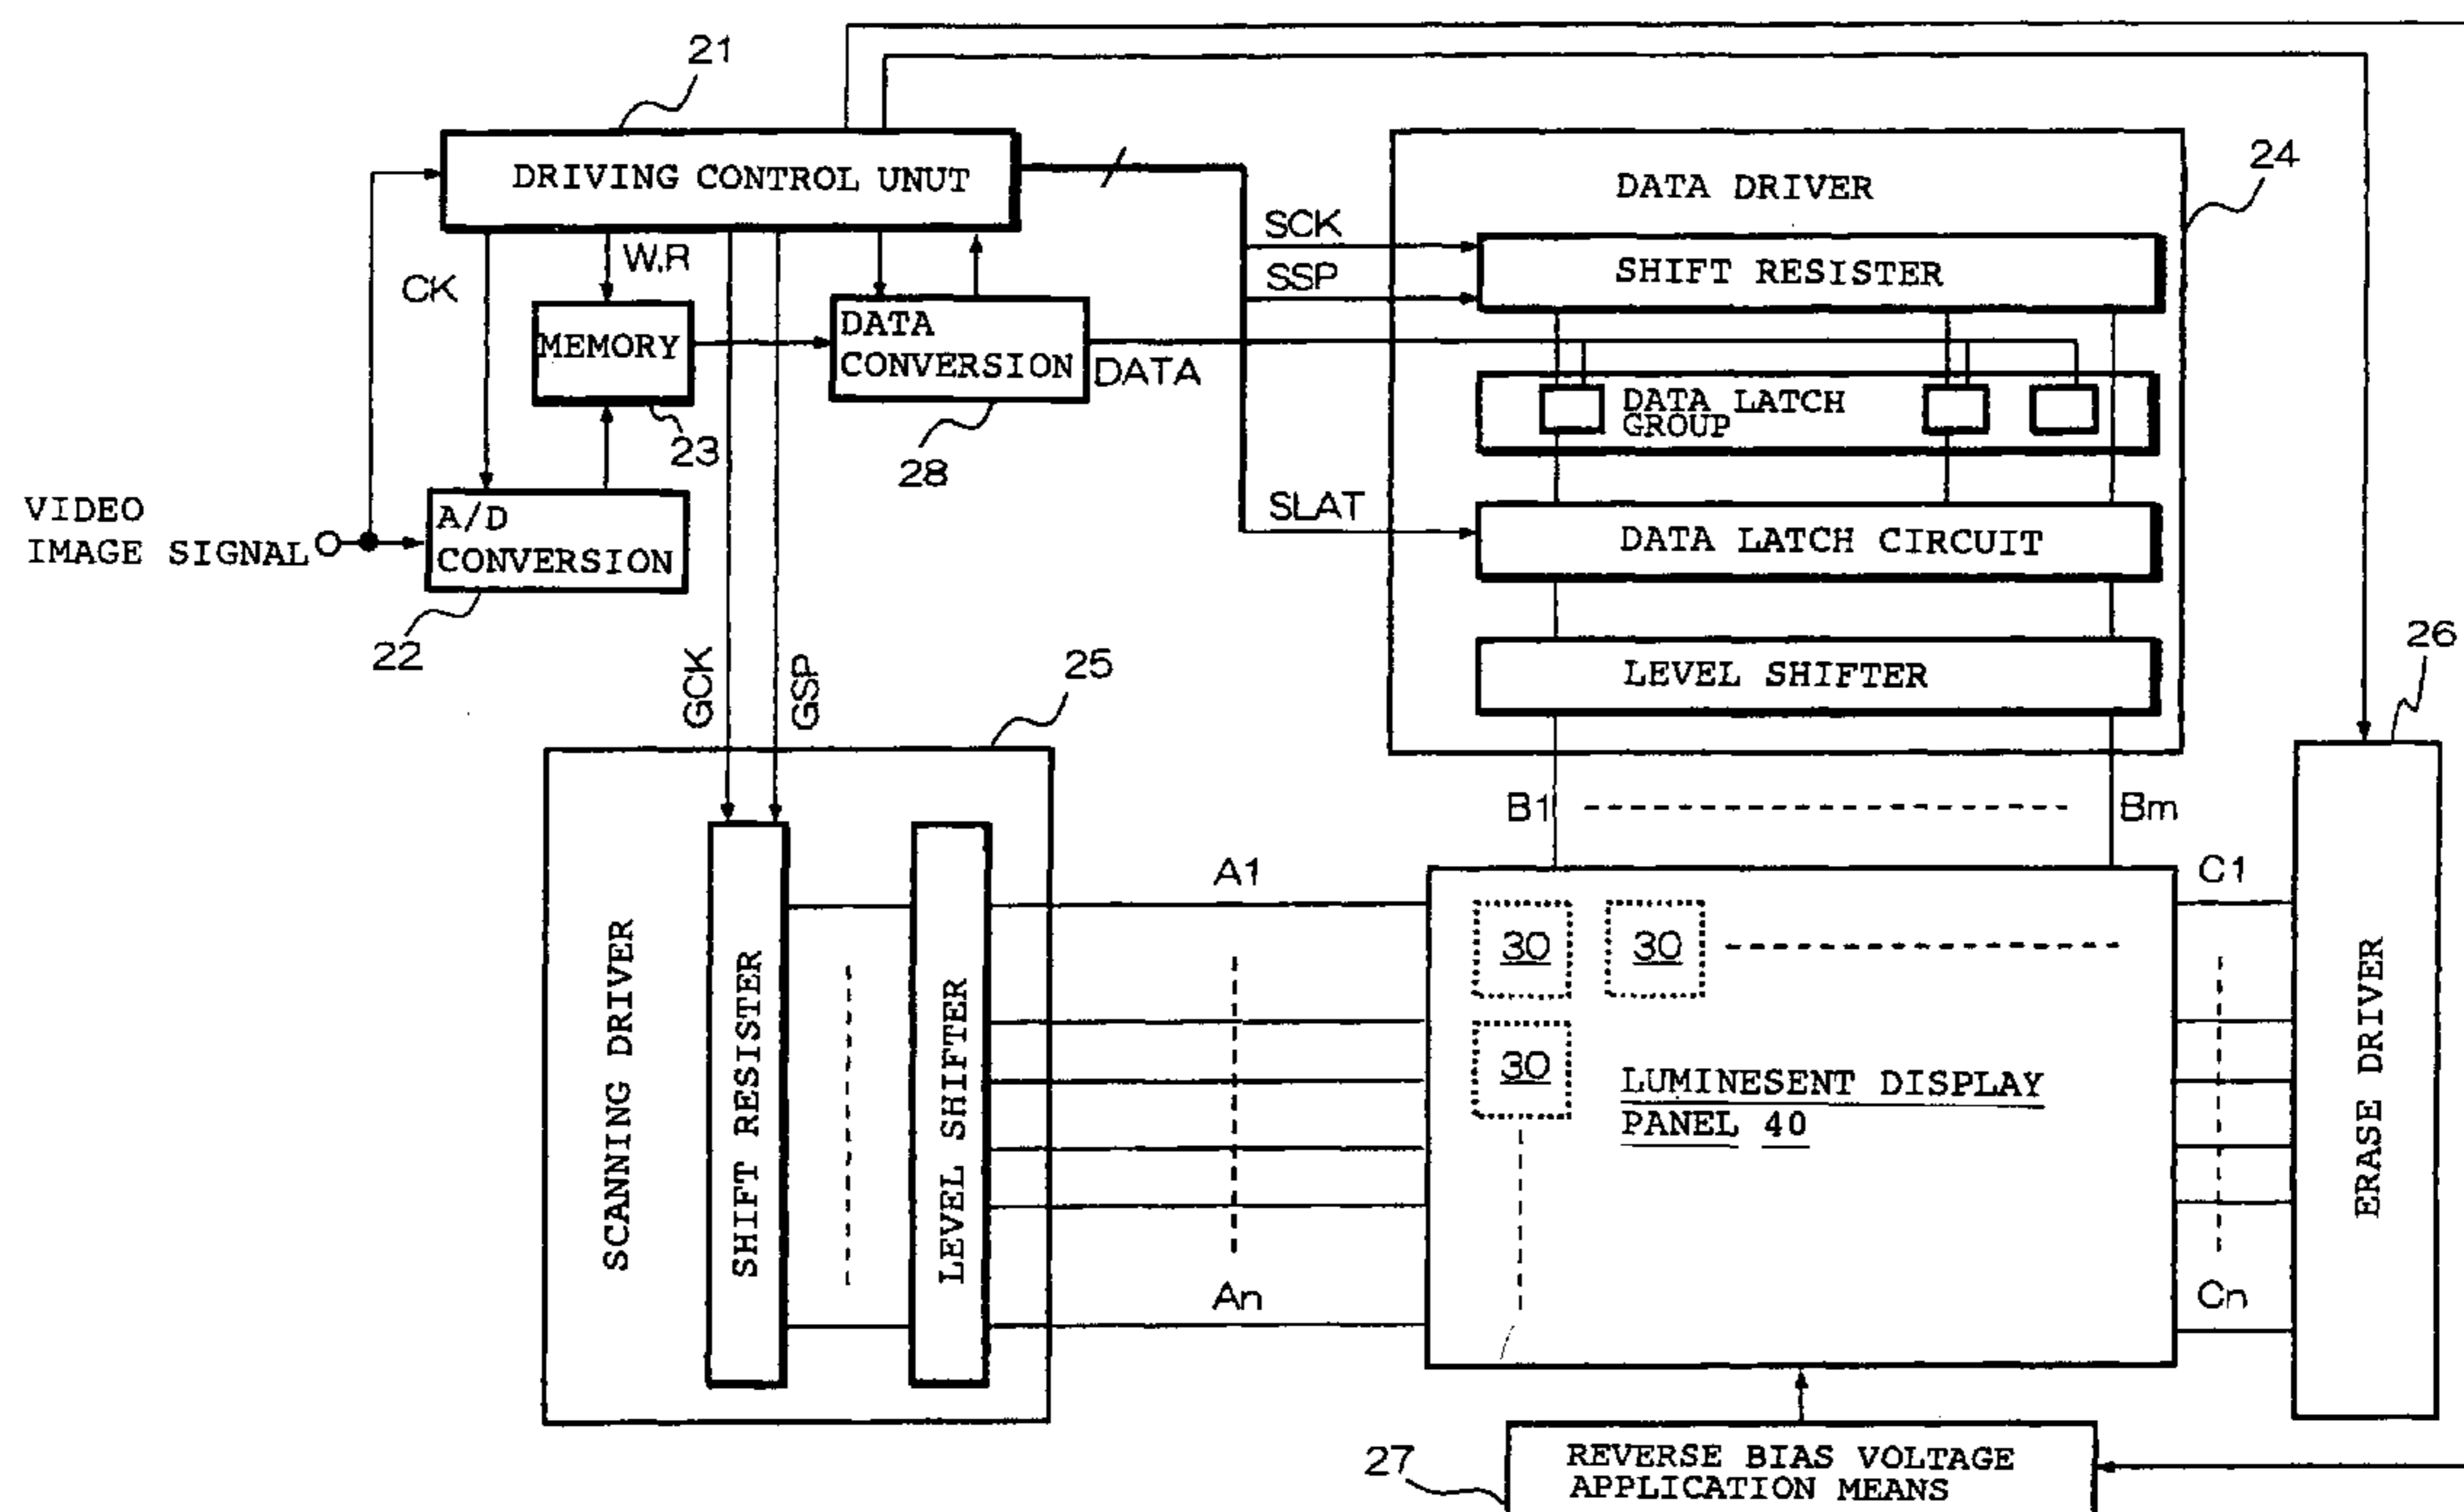 21
DRIVING CONTROL UNUT
CK
W,R
MEMORY
23
DATA
CONVERSION
28
DATA
VIDEO
IMAGE SIGNAL
A/D
CONVERSION
22
GCK
GSP
SCK
SSP
SLAT
DATA DRIVER
24
SHIFT RESISTER
DATA LATCH
GROUP
DATA LATCH CIRCUIT
LEVEL SHIFTER
25
SCANNING DRIVER
SHIFT RESISTER
LEVEL SHIFTER
A1
An
B1
Bm
30
30
30
LUMINESENT DISPLAY
PANEL 40
C1
Cn
26
ERASE DRIVER
27
REVERSE BIAS VOLTAGE
APPLICATION MEANS